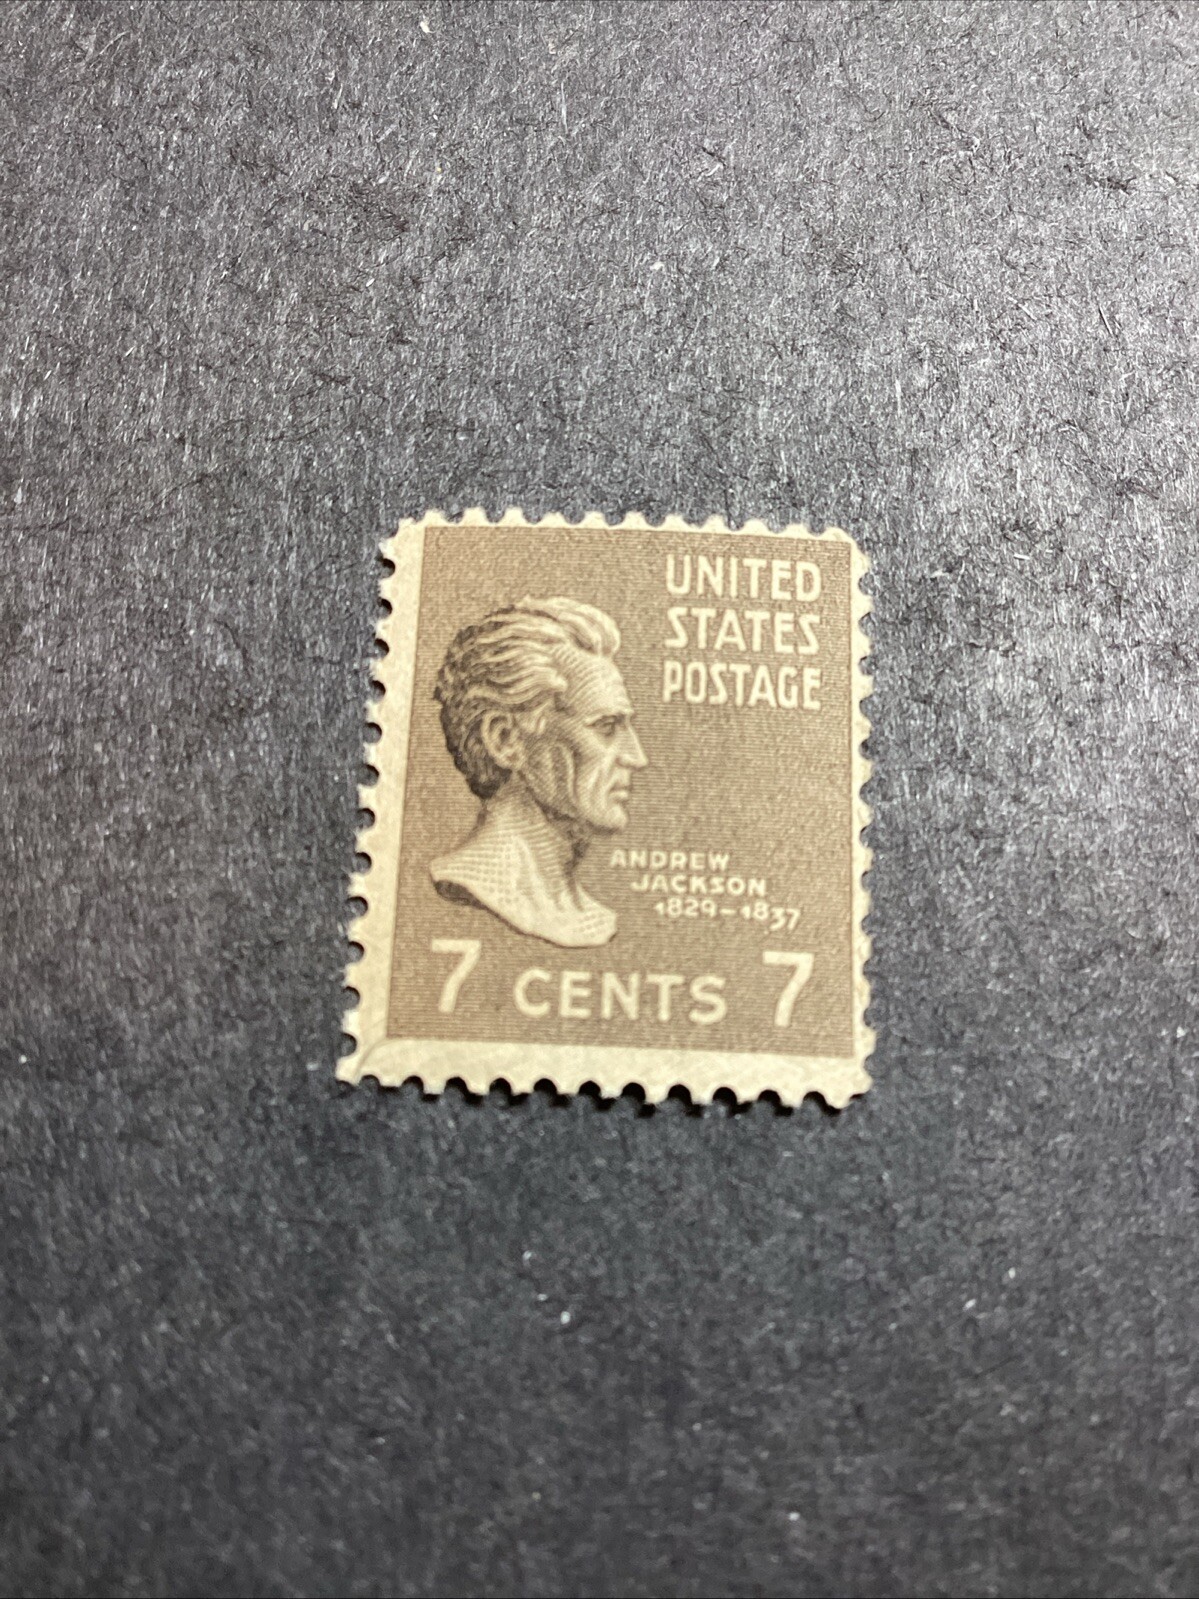 UNITED
STATES
POSTAGE
ANDREW
JACKSON
1829-1837
7 CENTS 7